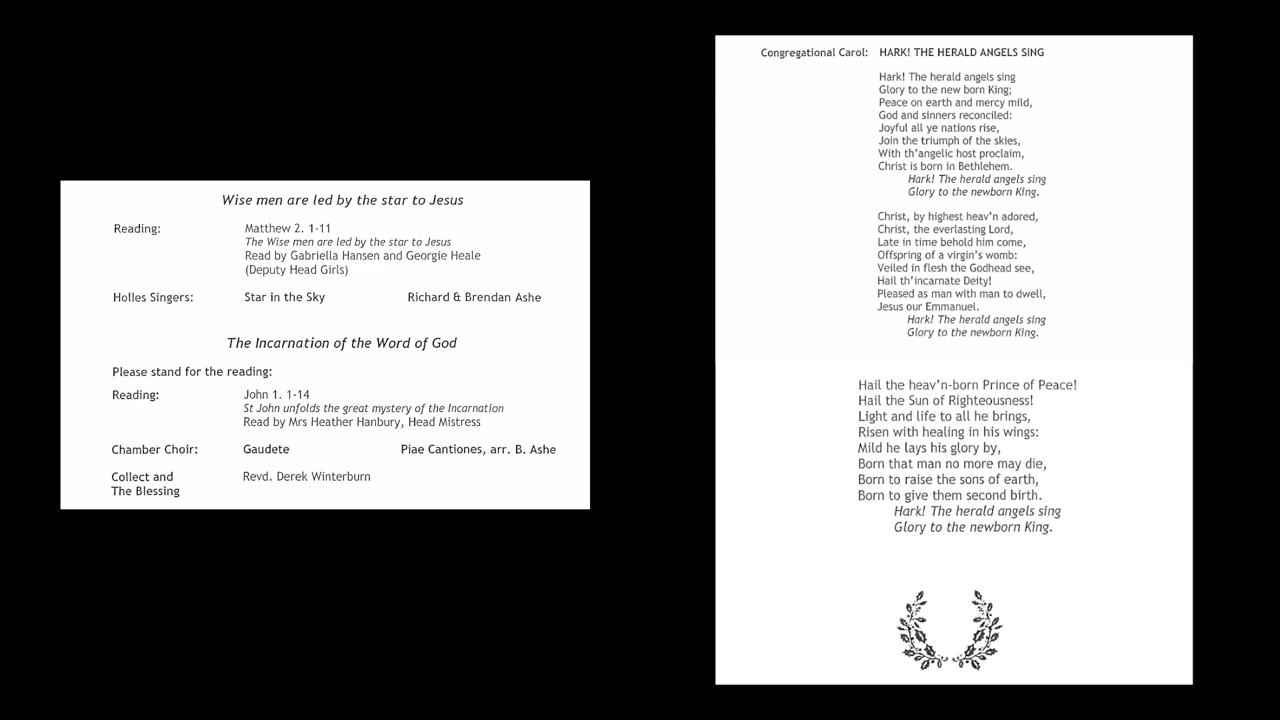 Wise men are led by the star to Jesus
Reading: Matthew 2. 1-11
The Wise men are led by the star to Jesus
Read by Gabriella Hansen and Georgie Heale
(Deputy Head Girls)
Holles Singers: Star in the Sky Richard & Brendan Ashe
The Incarnation of the Word of God
Please stand for the reading:
Reading: John 1. 1-14
St John unfolds the great mystery of the Incarnation
Read by Mrs Heather Hanbury, Head Mistress
Chamber Choir: Gaudete Piae Cantiones, arr. B. Ashe
Collect and Revd. Derek Winterburn
The Blessing
Congregational Carol: HARK! THE HERALD ANGELS SING
Hark! The herald angels sing
Glory to the new born King;
Peace on earth and mercy mild,
God and sinners reconciled:
Joyful all ye nations rise,
Join the triumph of the skies,
With th'angelic host proclaim,
Christ is born in Bethlehem.
Hark! The herald angels sing
Glory to the newborn King.
Christ, by highest heav'n adored,
Christ, the everlasting Lord,
Late in time behold him come,
Offspring of a virgin's womb:
Veiled in flesh the Godhead see,
Hail th'incarnate Deity!
Pleased as man with man to dwell,
Jesus our Emmanuel.
Hark! The herald angels sing
Glory to the newborn King.
Hail the heav'n-born Prince of Peace!
Hail the Sun of Righteousness!
Light and life to all he brings,
Risen with healing in his wings:
Mild he lays his glory by,
Born that man no more may die,
Born to raise the sons of earth,
Born to give them second birth.
Hark! The herald angels sing
Glory to the newborn King.